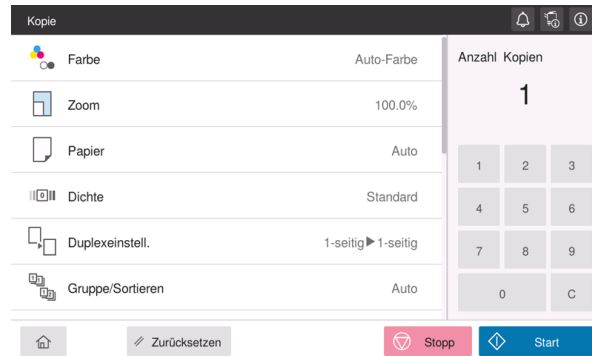 Kopie
Farbe Auto-Farbe
Zoom 100.0%
Papier Auto
Dichte Standard
Duplexeinstell. 1-seitig▶1-seitig
Gruppe/Sortieren Auto
Anzahl Kopien
1
1 2 3
4 5 6
7 8 9
0 C
Zurücksetzen Stopp Start